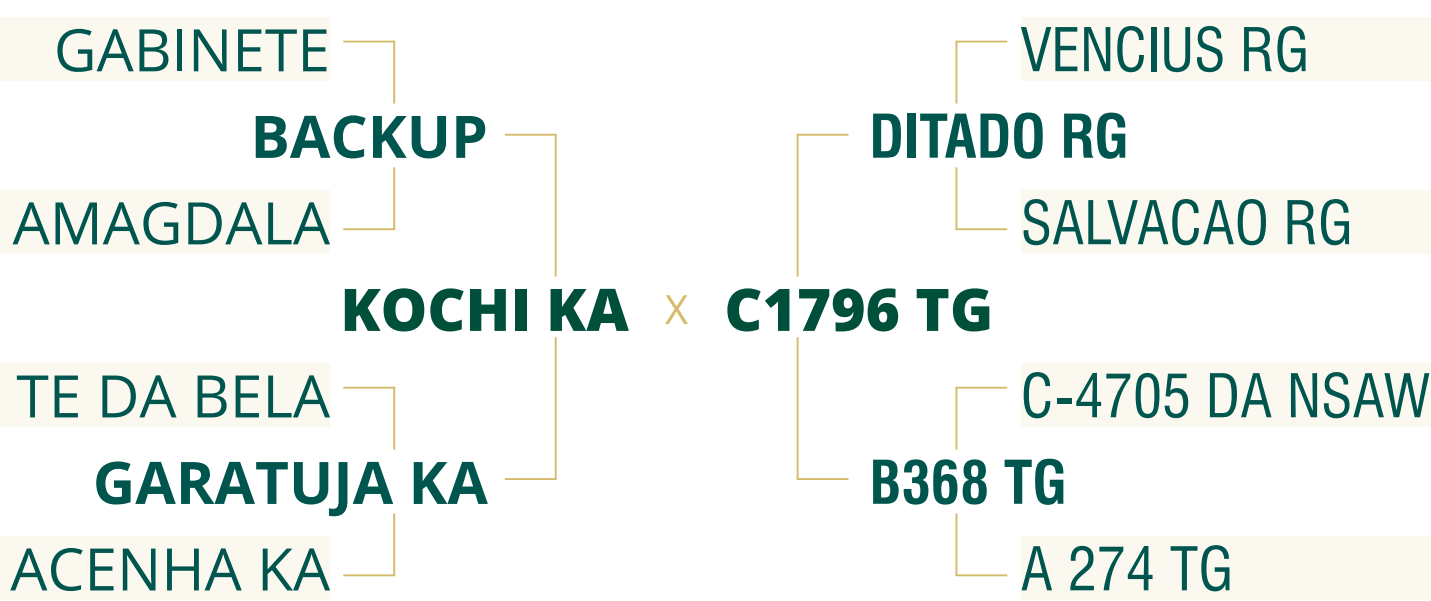 GABINETE
BACKUP
AMAGDALA
KOCHI KA X C1796 TG
TE DA BELA
GARATUJA KA
ACENHA KA
VENCIUS RG
DITADO RG
SALVACAO RG
C-4705 DA NSAW
B368 TG
A 274 TG